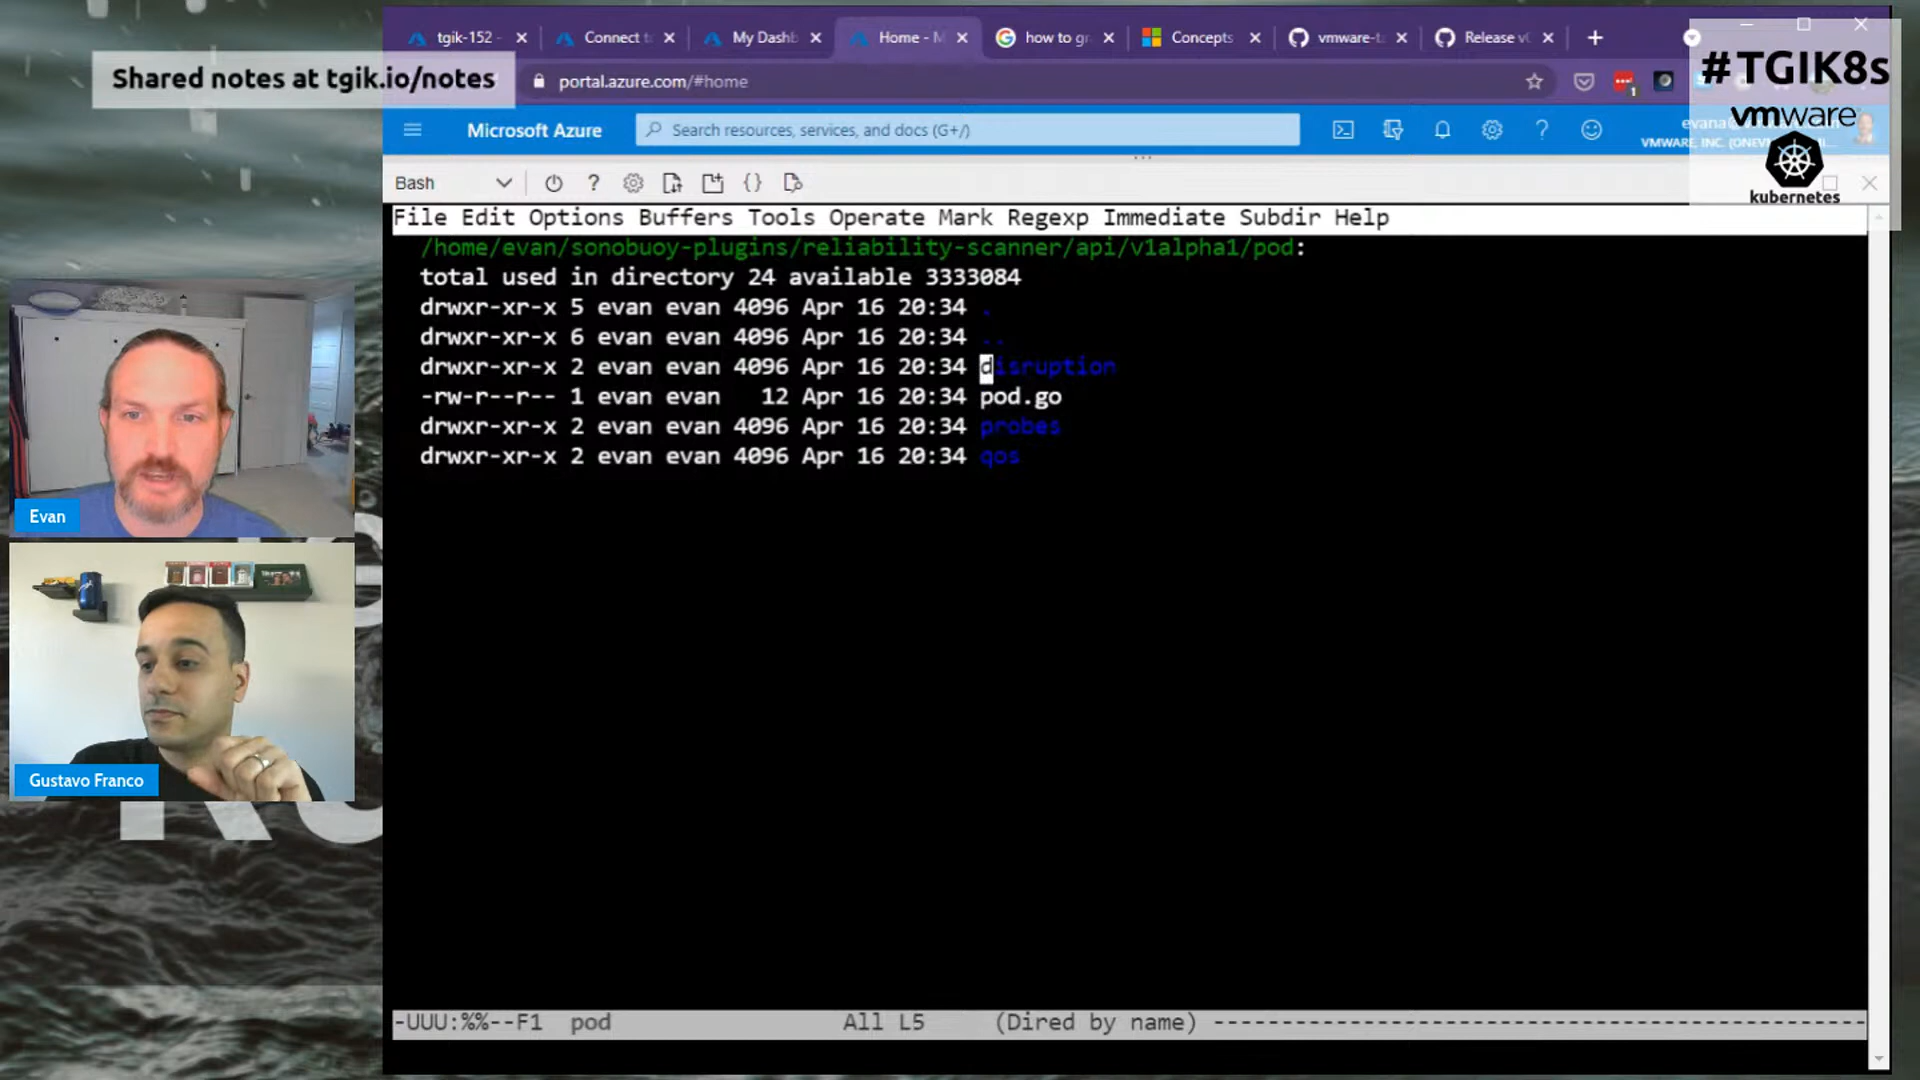 tgik-152 -
Connect to
My Dashb
Home - M
how to gr
Concepts
vmware-t
Release v
Shared notes at tgik.io/notes
portal.azure.com/#home
#TGIK8s
vmware
kubernetes
Microsoft Azure
Search resources, services, and docs (G+/)
VMWARE, INC.
Bash
File Edit Options Buffers Tools Operate Mark Regexp Immediate Subdir Help
/home/evan/sonobuoy-plugins/reliability-scanner/api/v1alpha1/pod:
total used in directory 24 available 3333084
drwxr-xr-x 5 evan evan 4096 Apr 16 20:34 .
drwxr-xr-x 6 evan evan 4096 Apr 16 20:34 ..
drwxr-xr-x 2 evan evan 4096 Apr 16 20:34 disruption
-rw-r--r-- 1 evan evan   12 Apr 16 20:34 pod.go
drwxr-xr-x 2 evan evan 4096 Apr 16 20:34 probes
drwxr-xr-x 2 evan evan 4096 Apr 16 20:34 qos
Evan
Gustavo Franco
-UUU:%%--F1 pod All L5 (Dired by name) ------------------------------------------------